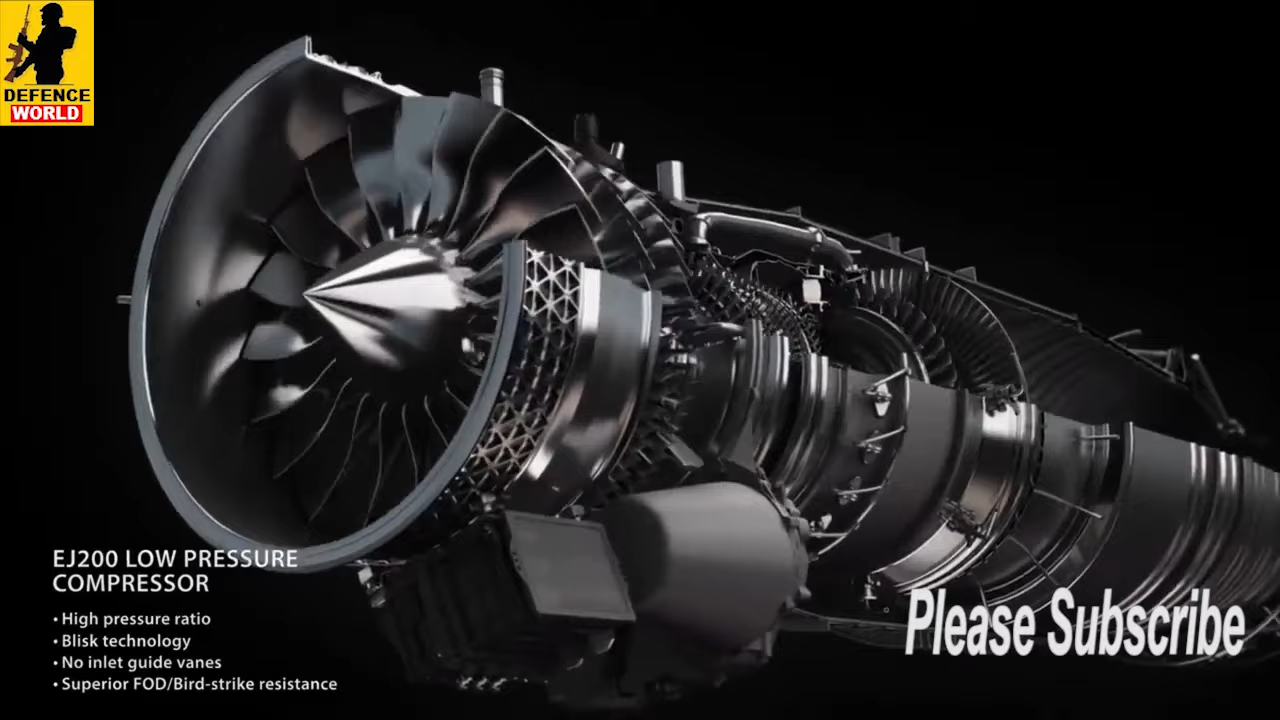 DEFENCE
WORLD
EJ200 LOW PRESSURE
COMPRESSOR
• High pressure ratio
• Blisk technology
• No inlet guide vanes
• Superior FOD/Bird-strike resistance
Please Subscribe